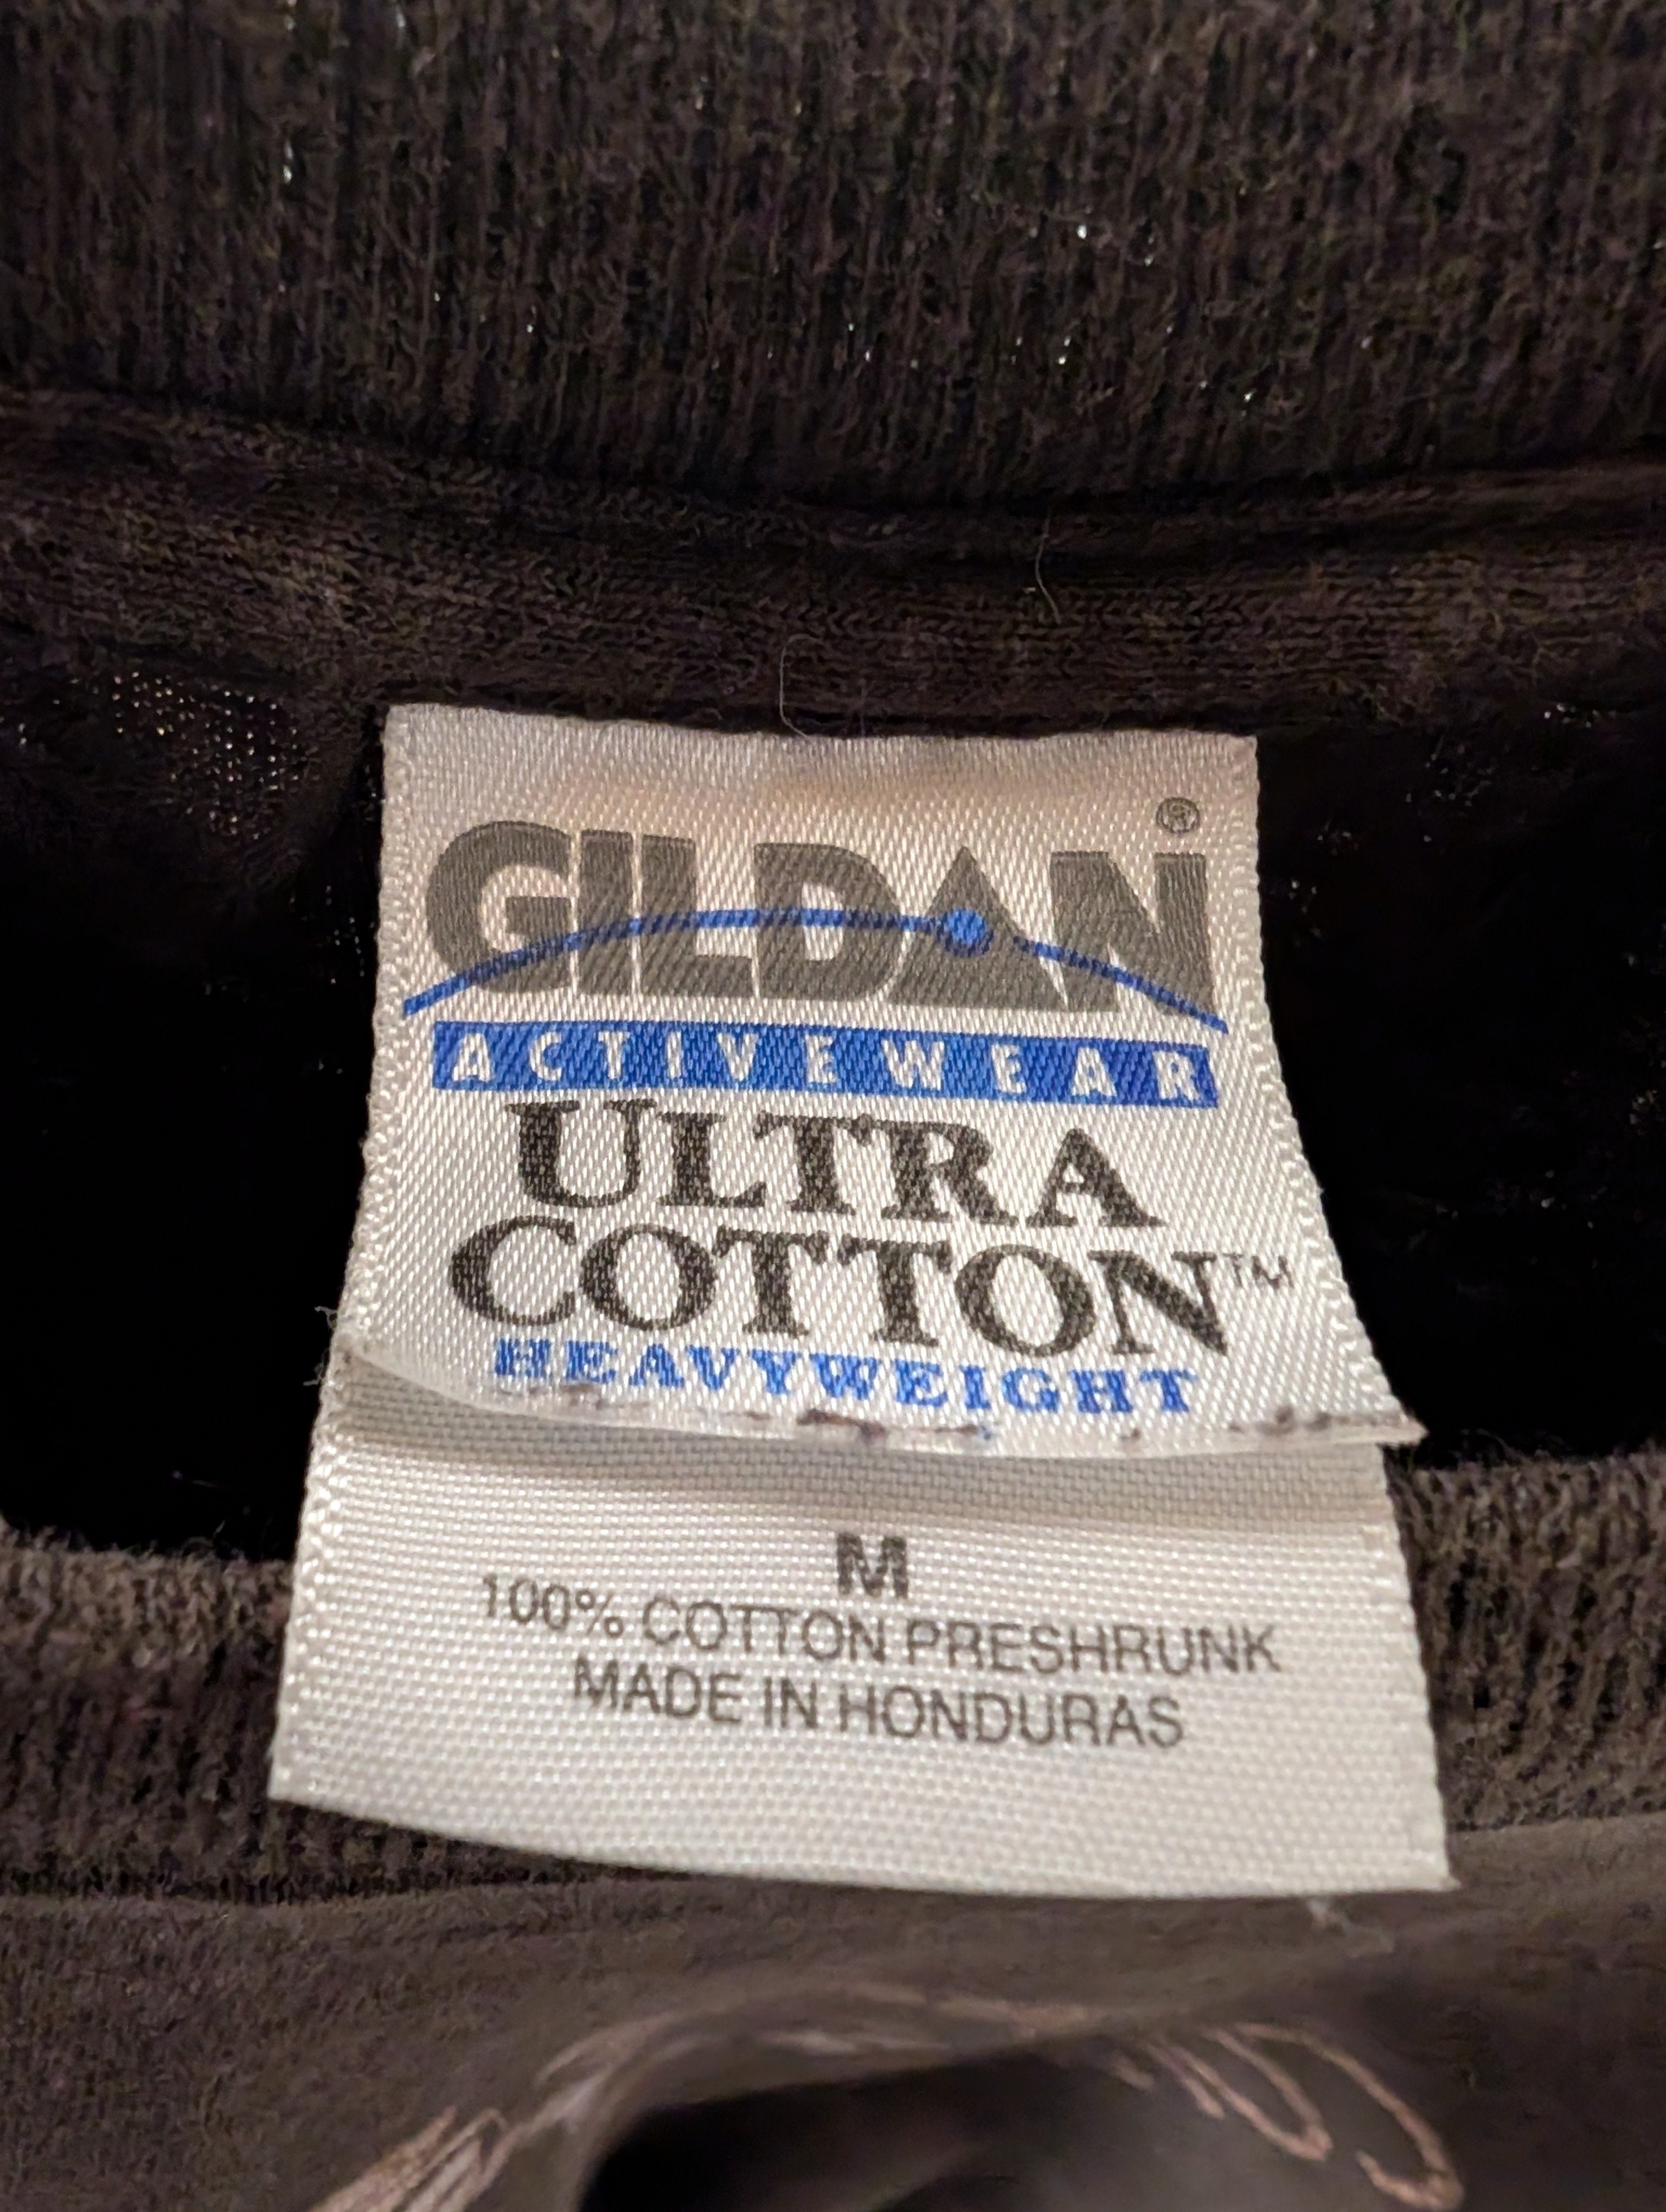 GILDAN®
ACTIVEWEAR
ULTRA
COTTON™
HEAVYWEIGHT
M
100% COTTON PRESHRUNK
MADE IN HONDURAS